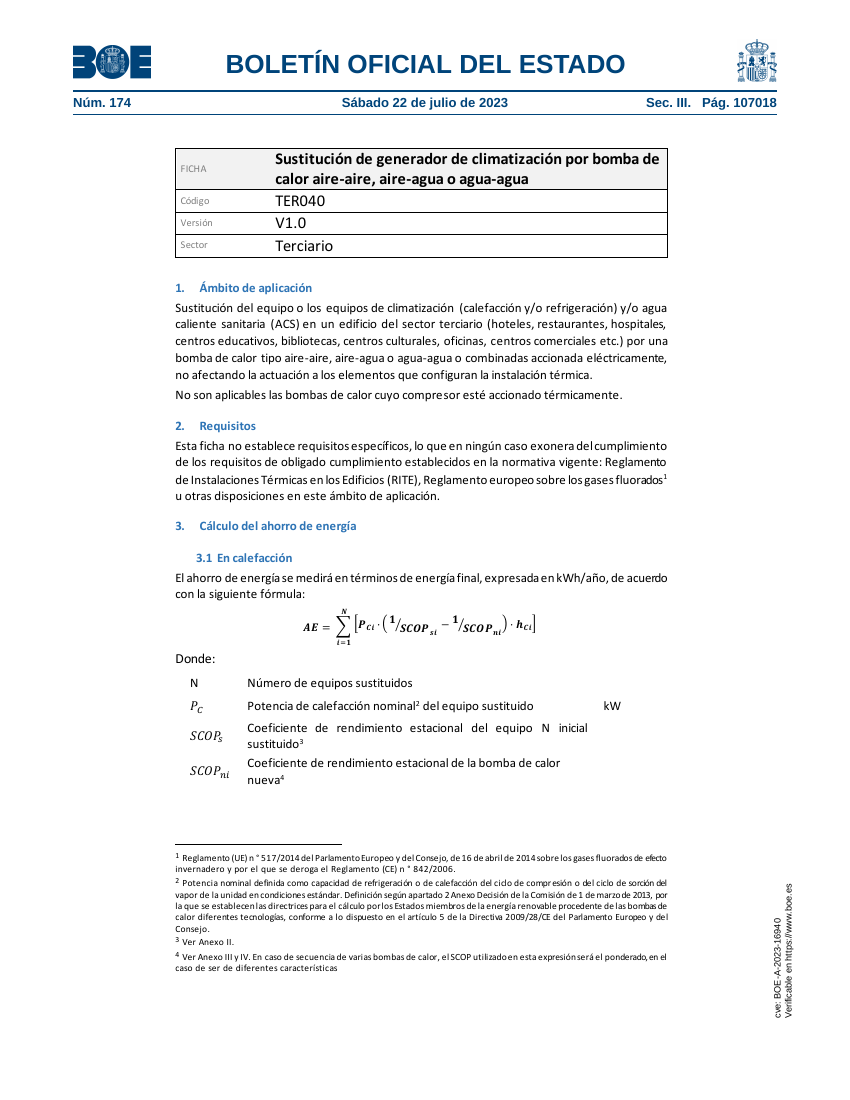 BOE
BOLETÍN OFICIAL DEL ESTADO
Núm. 174
Sábado 22 de julio de 2023
Sec. III. Pág. 107018
FICHA
Sustitución de generador de climatización por bomba de
calor aire-aire, aire-agua o agua-agua
Código
TER040
Versión
V1.0
Sector
Terciario
1. Ámbito de aplicación
Sustitución del equipo o los equipos de climatización (calefacción y/o refrigeración) y/o agua
caliente sanitaria (ACS) en un edificio del sector terciario (hoteles, restaurantes, hospitales,
centros educativos, bibliotecas, centros culturales, oficinas, centros comerciales etc.) por una
bomba de calor tipo aire-aire, aire-agua o agua-agua o combinadas accionada eléctricamente,
no afectando la actuación a los elementos que configuran la instalación térmica.
No son aplicables las bombas de calor cuyo compresor esté accionado térmicamente.
2. Requisitos
Esta ficha no establece requisitos específicos, lo que en ningún caso exonera del cumplimiento
de los requisitos de obligado cumplimiento establecidos en la normativa vigente: Reglamento
de Instalaciones Térmicas en los Edificios (RITE), Reglamento europeo sobre los gases fluorados¹
u otras disposiciones en este ámbito de aplicación.
3. Cálculo del ahorro de energía
3.1 En calefacción
El ahorro de energía se medirá en términos de energía final, expresada en kWh/año, de acuerdo
con la siguiente fórmula:
AE = ∑_{i=1}^{N} [P_{Ci} · (1/SCOP_{si} − 1/SCOP_{ni}) · h_{Ci}]
Donde:
N Número de equipos sustituidos
P_C Potencia de calefacción nominal² del equipo sustituido kW
SCOP_s Coeficiente de rendimiento estacional del equipo N inicial
sustituido³
SCOP_{ni} Coeficiente de rendimiento estacional de la bomba de calor
nueva⁴
¹ Reglamento (UE) n ° 517/2014 del Parlamento Europeo y del Consejo, de 16 de abril de 2014 sobre los gases fluorados de efecto
invernadero y por el que se deroga el Reglamento (CE) n ° 842/2006.
² Potencia nominal definida como capacidad de refrigeración o de calefacción del ciclo de compresión o del ciclo de sorción del
vapor de la unidad en condiciones estándar. Definición según apartado 2 Anexo Decisión de la Comisión de 1 de marzo de 2013, por
la que se establecen las directrices para el cálculo por los Estados miembros de la energía renovable procedente de las bombas de
calor diferentes tecnologías, conforme a lo dispuesto en el artículo 5 de la Directiva 2009/28/CE del Parlamento Europeo y del
Consejo.
³ Ver Anexo II.
⁴ Ver Anexo III y IV. En caso de secuencia de varias bombas de calor, el SCOP utilizado en esta expresión será el ponderado, en el
caso de ser de diferentes características
cve: BOE-A-2023-16940
Verificable en https://www.boe.es